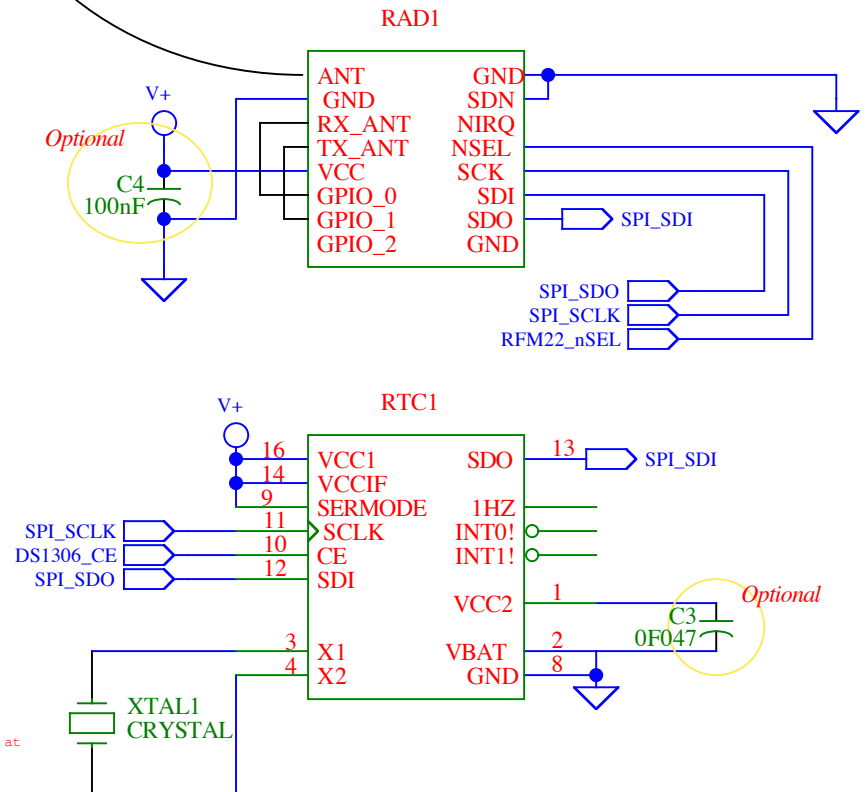 RAD1
ANT GND
V+ GND SDN
Optional RX_ANT NIRQ
TX_ANT NSEL
VCC SCK
C4 GPIO_0 SDI
100nF GPIO_1 SDO SPI_SDI
GPIO_2 GND
SPI_SDO
SPI_SCLK
RFM22_nSEL
V+ RTC1
16 VCC1 SDO 13 SPI_SDI
14 VCCIF
9 SERMODE 1HZ
SPI_SCLK 11 SCLK INT0!
DS1306_CE 10 CE INT1!
SPI_SDO 12 SDI
VCC2 1 Optional
C3
0F047
3 X1 VBAT 2
4 X2 GND 8
XTAL1
CRYSTAL
at